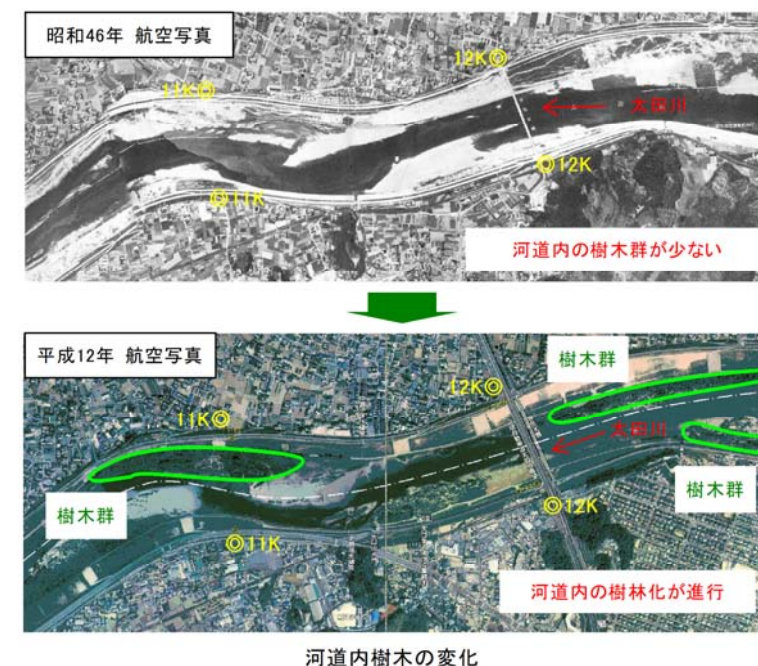 昭和46年 航空写真
12K◎
11K◎
太田川
◎12K
◎11K
河道内の樹木群が少ない
平成12年 航空写真
樹木群
12K◎
11K◎
太田川
樹木群
樹木群
◎12K
◎11K
河道内の樹林化が進行
河道内樹木の変化